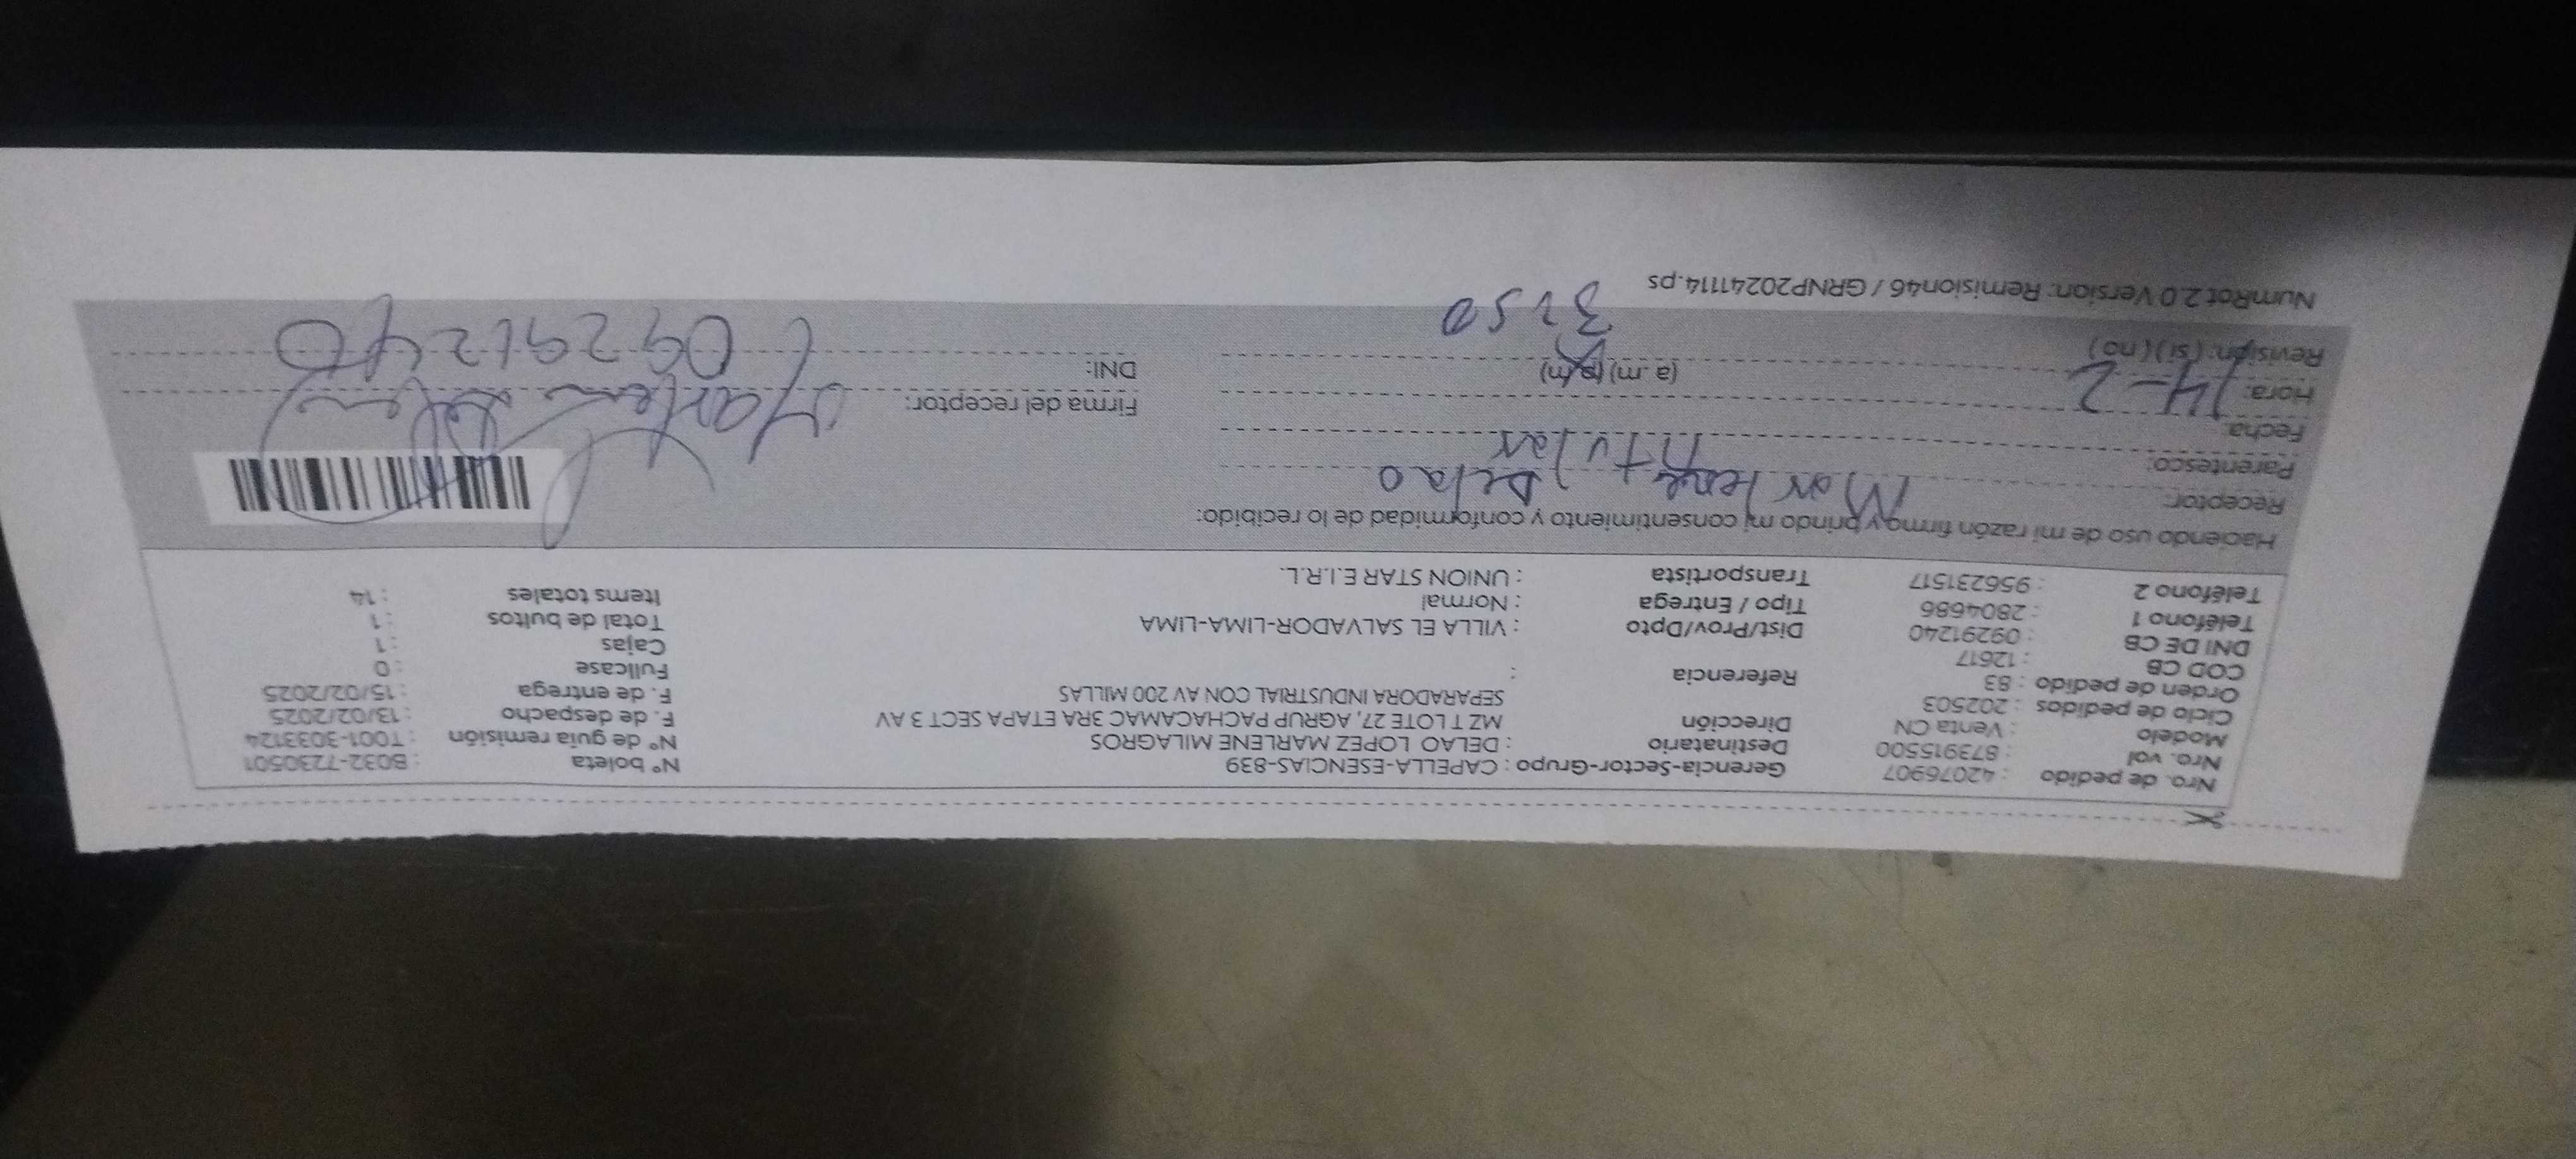 Nro. de pedido : 42076907 Gerencia-Sector-Grupo : CAPELLA-ESENCIAS-839 N° boleta : B032-7230501
Nro. vol : 873915500 Destinatario : DELAO LOPEZ MARLENE MILAGROS N° de guía remisión : T001-3033124
Modelo : Venta CN Dirección MZ T LOTE 27, AGRUP PACHACAMAC 3RA ETAPA SECT 3 AV F. de despacho : 13/02/2025
Ciclo de pedidos : 202503 SEPARADORA INDUSTRIAL CON AV 200 MILLAS F. de entrega : 15/02/2025
Orden de pedido : 83 Referencia : Fullcase : 0
COD CB : 12617 Cajas : 1
DNI DE CB : 09291240 Dist/Prov/Dpto : VILLA EL SALVADOR-LIMA-LIMA Total de bultos : 1
Teléfono 1 : 2804686 Tipo / Entrega : Normal Items totales : 14
Teléfono 2 : 956231517 Transportista : UNION STAR E.I.R.L.
Haciendo uso de mi razón firmo y brindo mi consentimiento y conformidad de lo recibido:
Receptor: Marlene Delao
Parentesco: titular
Fecha: 14-2
Hora: (a.m) (p.m) Firma del receptor: Marlene
Revisión: ( si ) ( no ) 3:50 DNI: 09291240
NumRot 2.0 Version: Remision46 / GRNP20241114.ps